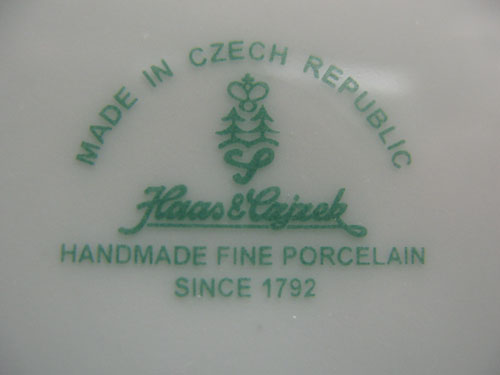 MADE IN CZECH REPUBLIC
S
Haas & Czjzek
HANDMADE FINE PORCELAIN
SINCE 1792